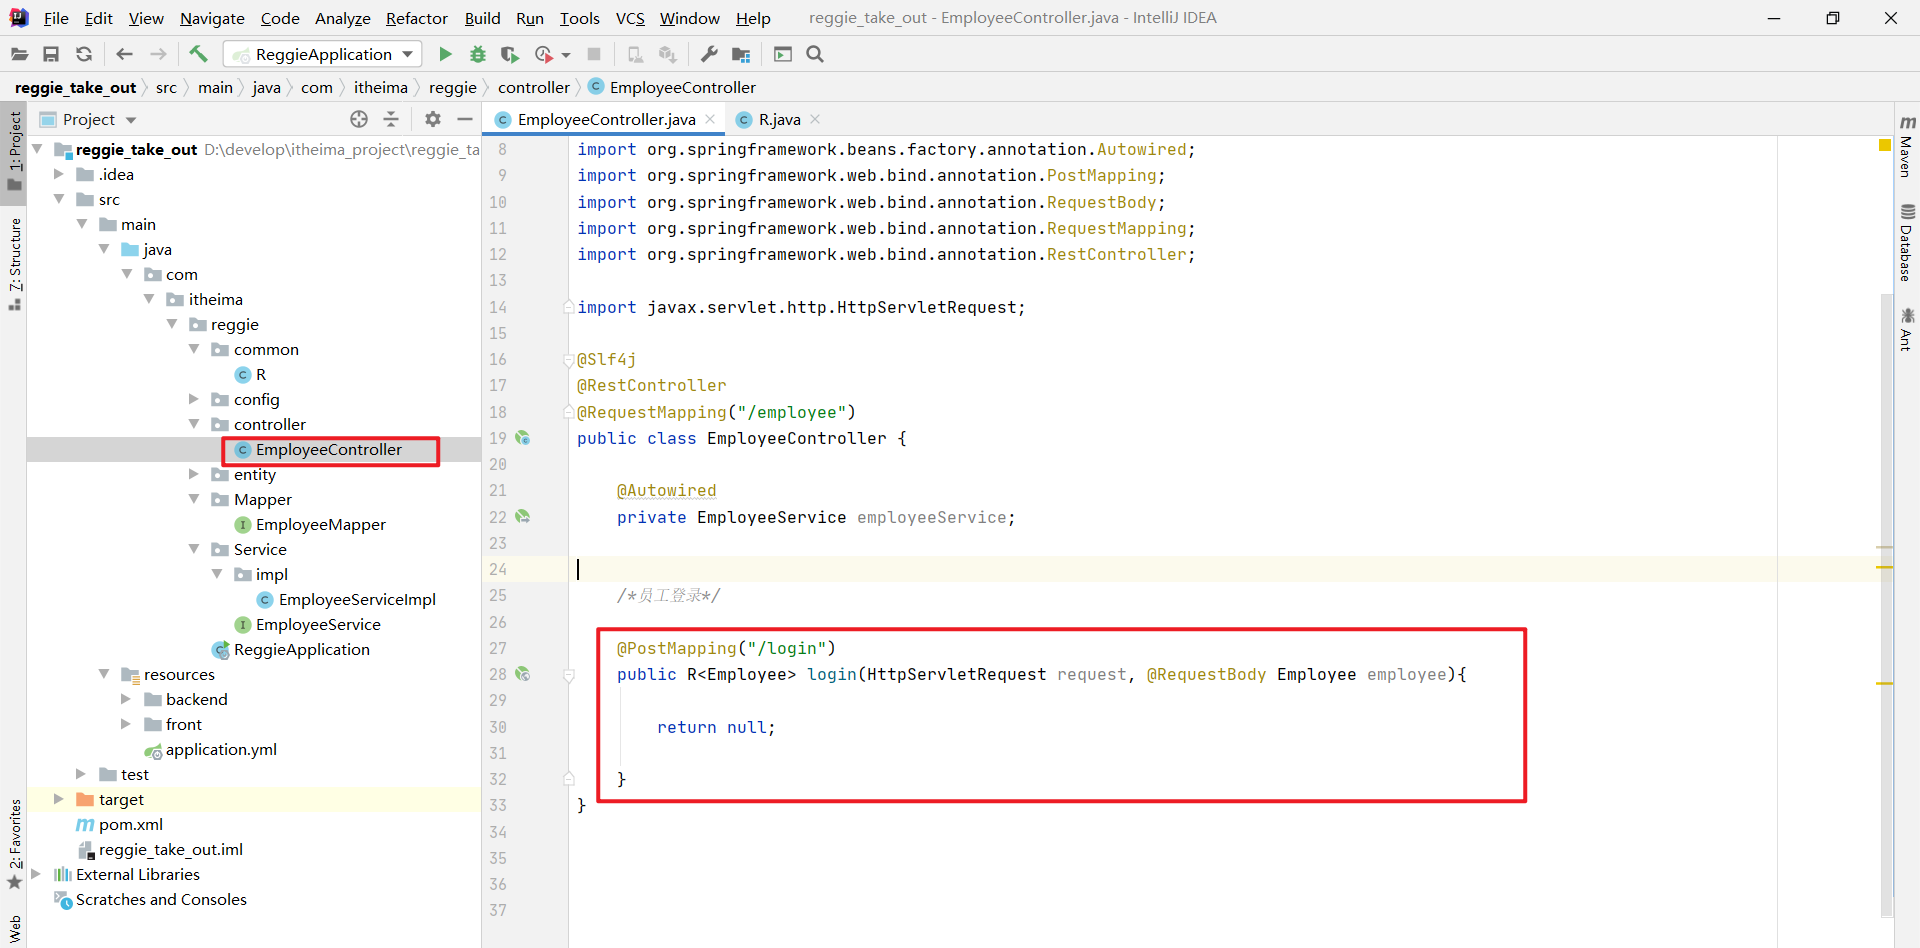 File Edit View Navigate Code Analyze Refactor Build Run Tools VCS Window Help reggie_take_out - EmployeeController.java - IntelliJ IDEA
ReggieApplication
reggie_take_out src main java com itheima reggie controller EmployeeController
1: Project
7: Structure
2: Favorites
Web
Project
reggie_take_out D:\develop\itheima_project\reggie_ta
.idea
src
main
java
com
itheima
reggie
common
R
config
controller
EmployeeController
entity
Mapper
EmployeeMapper
Service
impl
EmployeeServiceImpl
EmployeeService
ReggieApplication
resources
backend
front
application.yml
test
target
pom.xml
reggie_take_out.iml
External Libraries
Scratches and Consoles
EmployeeController.java R.java
8 import org.springframework.beans.factory.annotation.Autowired;
9 import org.springframework.web.bind.annotation.PostMapping;
10 import org.springframework.web.bind.annotation.RequestBody;
11 import org.springframework.web.bind.annotation.RequestMapping;
12 import org.springframework.web.bind.annotation.RestController;
13
14 import javax.servlet.http.HttpServletRequest;
15
16 @Slf4j
17 @RestController
18 @RequestMapping("/employee")
19 public class EmployeeController {
20
21 @Autowired
22 private EmployeeService employeeService;
23
24
25 /*员工登录*/
26
27 @PostMapping("/login")
28 public R<Employee> login(HttpServletRequest request, @RequestBody Employee employee){
29
30 return null;
31
32 }
33 }
34
35
36
37
Maven
Database
Ant